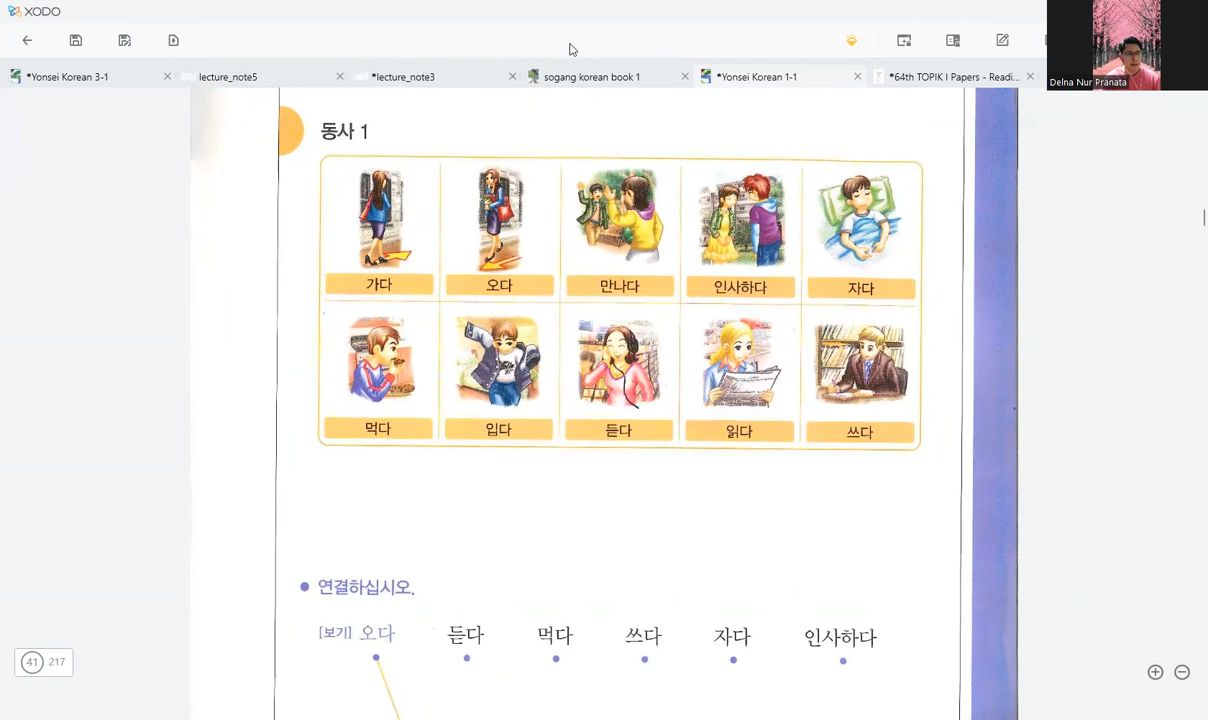 XODO
*Yonsei Korean 3-1
lecture_note5
*lecture_note3
sogang korean book 1
*Yonsei Korean 1-1
*64th TOPIK I Papers - Readi...
Delna Nur Pranata
동사 1
가다 오다 만나다 인사하다 자다
먹다 입다 듣다 읽다 쓰다
연결하십시오.
[보기] 오다 듣다 먹다 쓰다 자다 인사하다
41 217